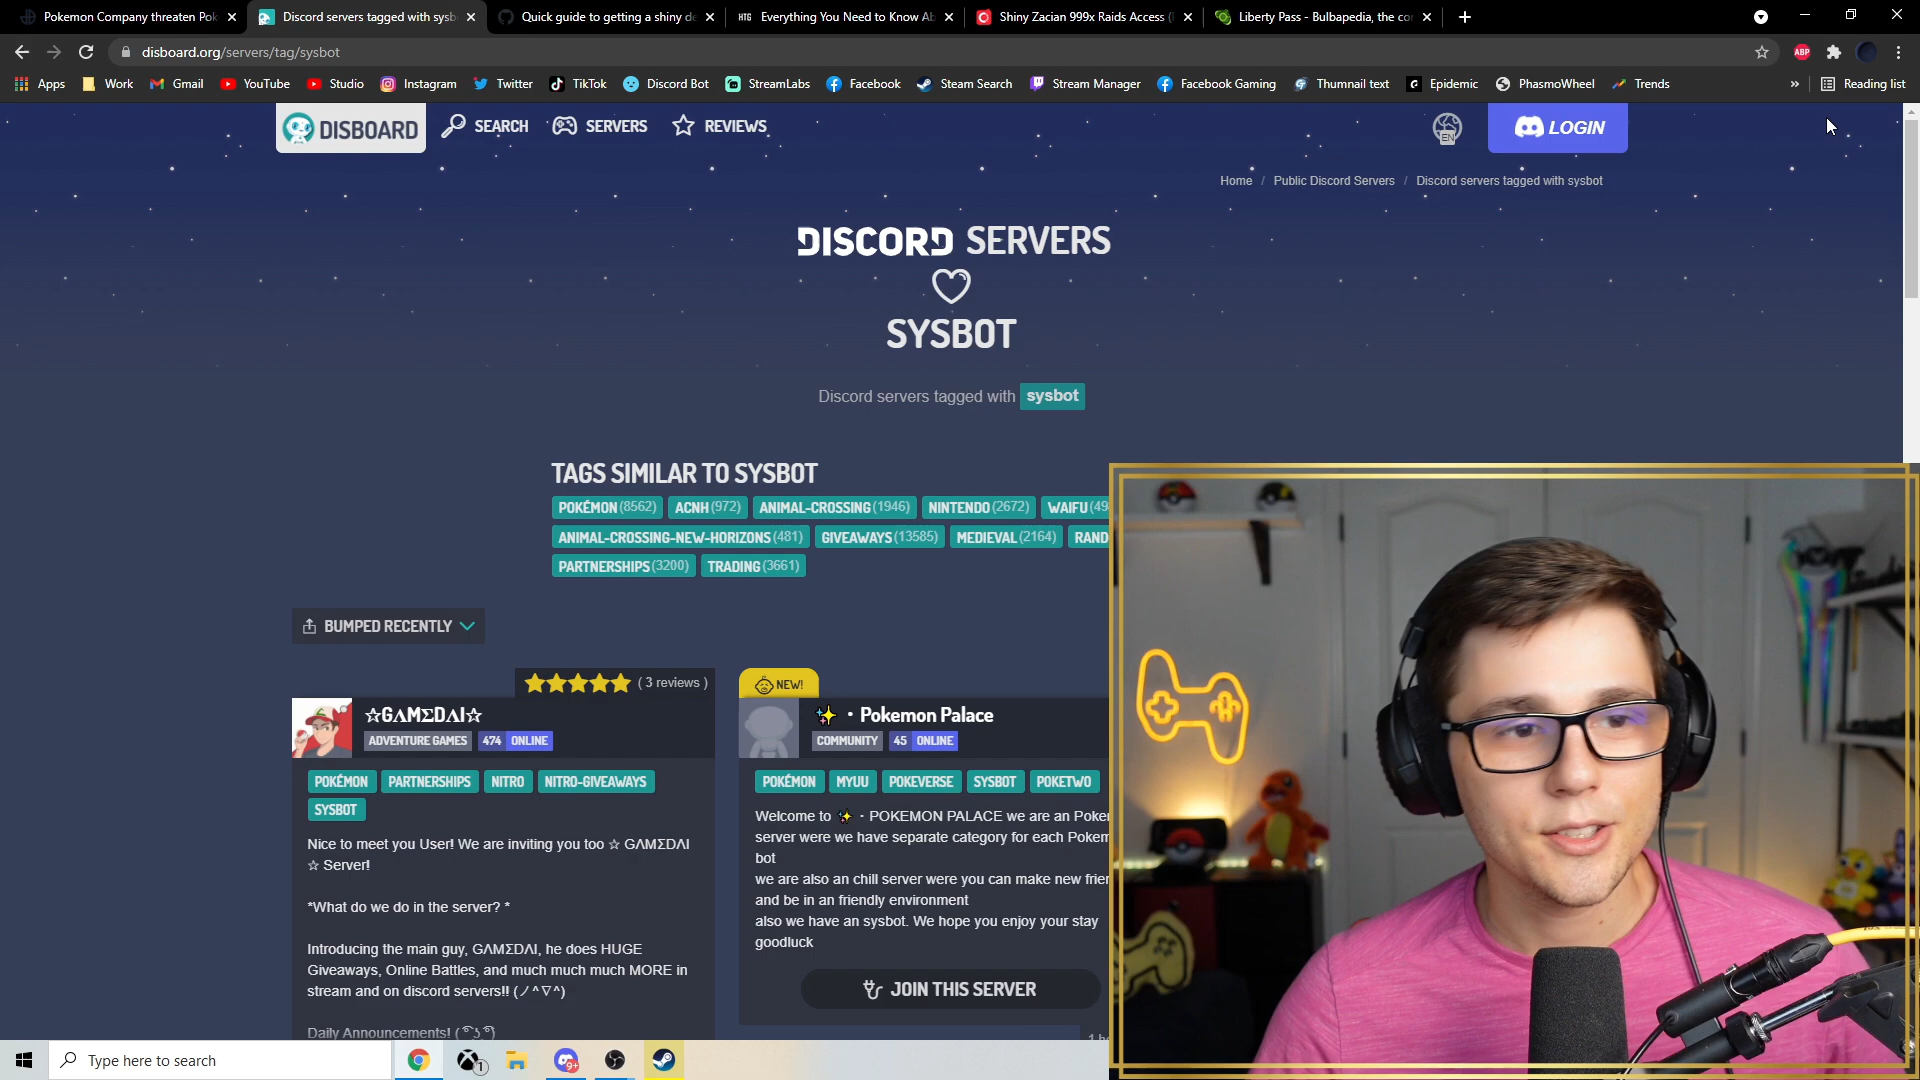 Pokemon Company threaten Pok
Discord servers tagged with sysb
Quick guide to getting a shiny de
Everything You Need to Know Ab
Shiny Zacian 999x Raids Access (
Liberty Pass - Bulbapedia, the co
disboard.org/servers/tag/sysbot
ABP
Apps
Work
Gmail
YouTube
Studio
Instagram
Twitter
TikTok
Discord Bot
StreamLabs
Facebook
Steam Search
Stream Manager
Facebook Gaming
Thumnail text
Epidemic
PhasmoWheel
Trends
»
Reading list
DISBOARD
SEARCH
SERVERS
REVIEWS
EN
LOGIN
Home / Public Discord Servers / Discord servers tagged with sysbot
DISCORD SERVERS
SYSBOT
Discord servers tagged with sysbot
TAGS SIMILAR TO SYSBOT
POKÉMON(8562) ACNH(972) ANIMAL-CROSSING(1946) NINTENDO(2672) WAIFU(49
ANIMAL-CROSSING-NEW-HORIZONS(481) GIVEAWAYS(13585) MEDIEVAL(2164) RAND
PARTNERSHIPS(3200) TRADING(3661)
BUMPED RECENTLY
( 3 reviews )
☆GΛMΣDΛI☆
ADVENTURE GAMES 474 ONLINE
POKÉMON PARTNERSHIPS NITRO NITRO-GIVEAWAYS
SYSBOT
Nice to meet you User! We are inviting you too ☆ GΛMΣDΛI
☆ Server!
*What do we do in the server? *
Introducing the main guy, GΛMΣDΛI, he does HUGE
Giveaways, Online Battles, and much much much MORE in
stream and on discord servers!! (ノ^∇^)
Daily Announcements! ( ͡° ͜ʖ ͡°)
NEW!
✨・Pokemon Palace
COMMUNITY 45 ONLINE
POKÉMON MYUU POKEVERSE SYSBOT POKETWO
Welcome to ✨・POKEMON PALACE we are an Poke
server were we have separate category for each Pokem
bot
we are also an chill server were you can make new frie
and be in an friendly environment
also we have an sysbot. We hope you enjoy your stay
goodluck
JOIN THIS SERVER
1 h
Type here to search
1
9+